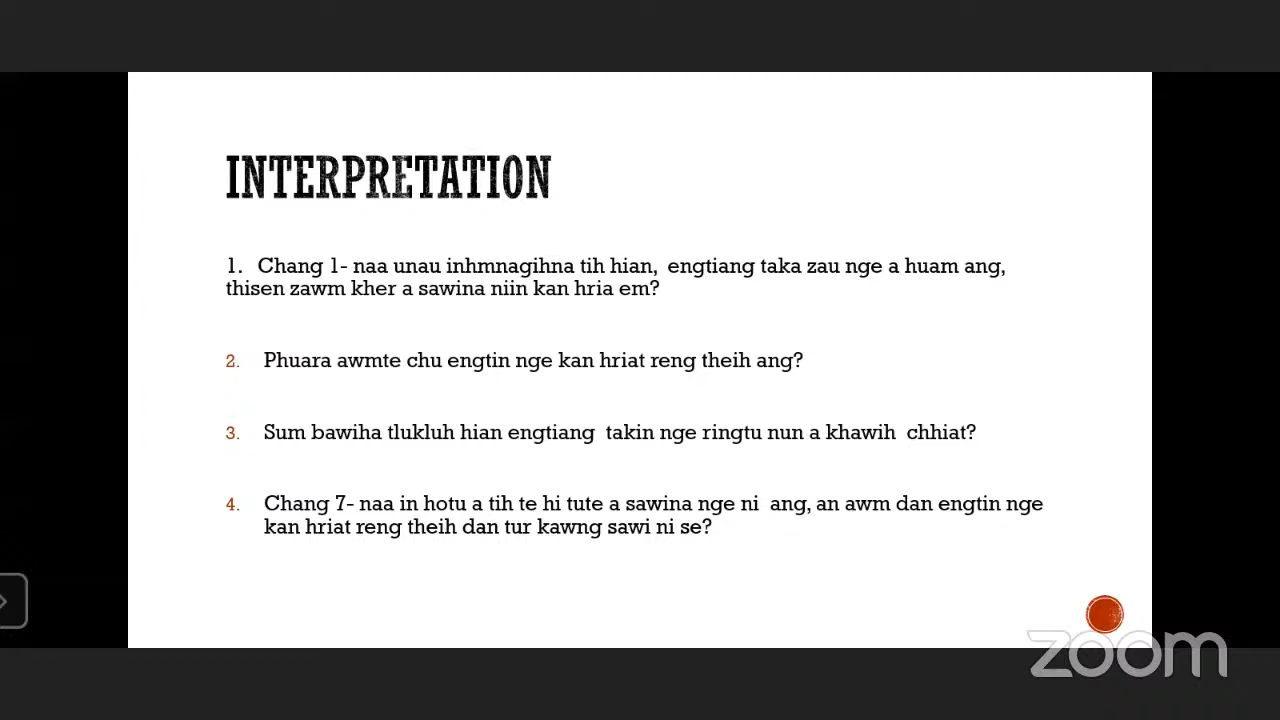 INTERPRETATION
1. Chang 1- naa unau inhmnagihna tih hian, engtiang taka zau nge a huam ang,
thisen zawm kher a sawina niin kan hria em?
2. Phuara awmte chu engtin nge kan hriat reng theih ang?
3. Sum bawiha tlukluh hian engtiang takin nge ringtu nun a khawih chhiat?
4. Chang 7- naa in hotu a tih te hi tute a sawina nge ni ang, an awm dan engtin nge
kan hriat reng theih dan tur kawng sawi ni se?
zoom